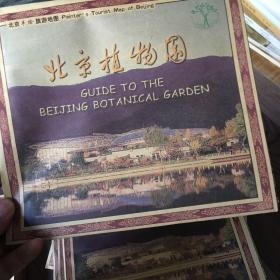 北京手绘旅游地图 Painter's Tourist Map of Beijing
北京植物园
GUIDE TO THE
BEIJING BOTANICAL GARDEN